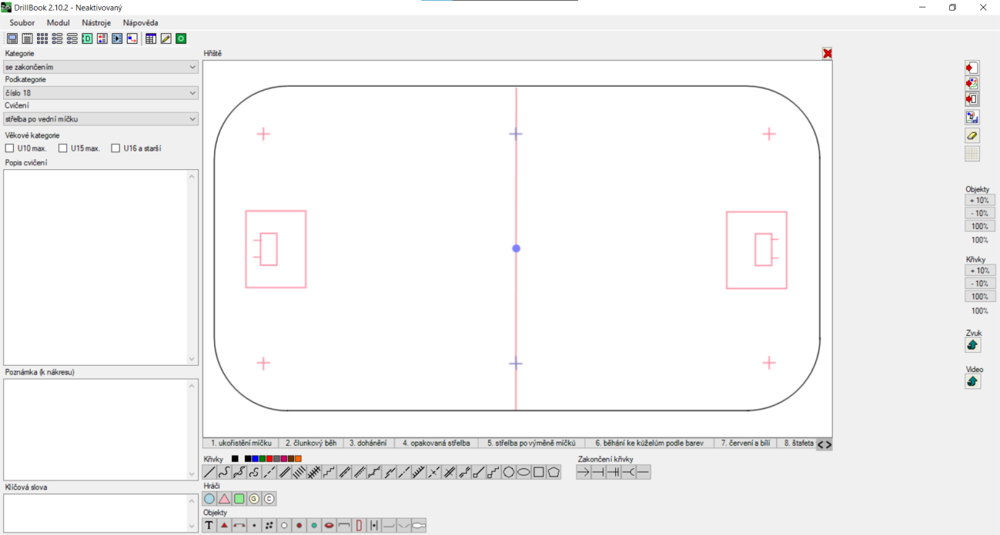 DrillBook 2.10.2 - Neaktivovaný
Soubor Modul Nástroje Nápověda
Kategorie
se zakončením
Podkategorie
číslo 18
Cvičení
střelba po vední míčku
Věkové kategorie
U10 max. U15 max. U16 a starší
Popis cvičení
Poznámka (k nákresu)
Klíčová slova
Hřiště
1. ukořistění míčku 2. člunkový běh 3. dohánění 4. opakovaná střelba 5. střelba po výměně míčků 6. běhání ke kuželům podle barev 7. červení a bílí 8. štafeta
Křivky Zakončení křivky
Hráči
G C
Objekty
T
Objekty
+ 10%
- 10%
100%
100%
Křivky
+ 10%
- 10%
100%
100%
Zvuk
Video